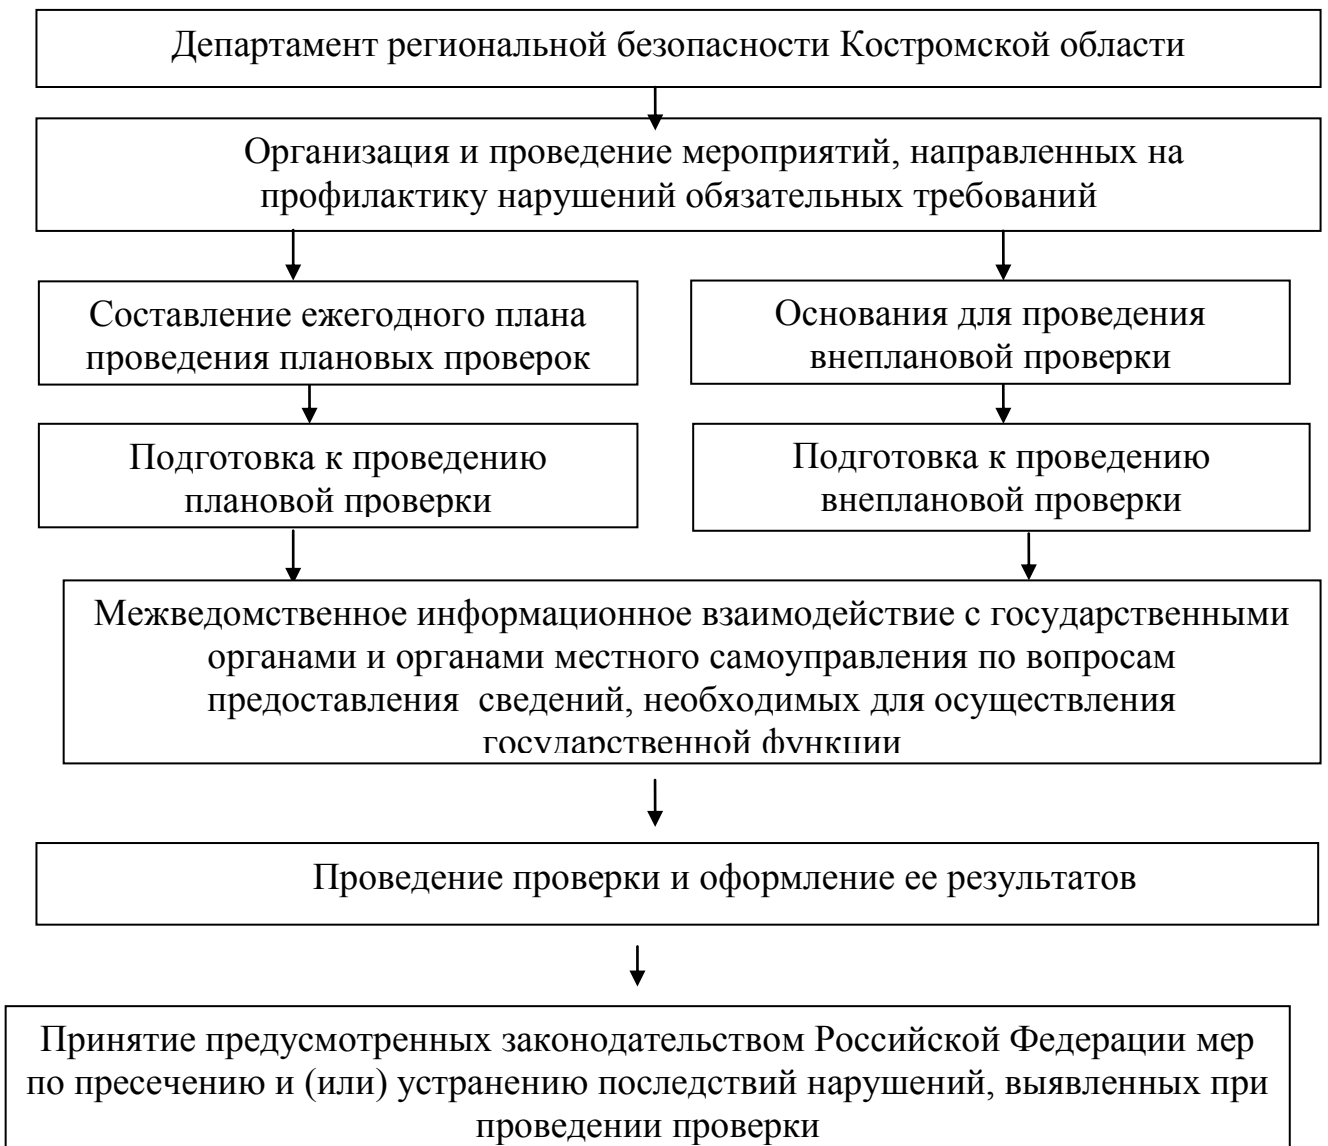 Департамент региональной безопасности Костромской области
Организация и проведение мероприятий, направленных на
профилактику нарушений обязательных требований
Составление ежегодного плана
проведения плановых проверок
Основания для проведения
внеплановой проверки
Подготовка к проведению
плановой проверки
Подготовка к проведению
внеплановой проверки
Межведомственное информационное взаимодействие с государственными
органами и органами местного самоуправления по вопросам
предоставления  сведений, необходимых для осуществления
государственной функции
Проведение проверки и оформление ее результатов
Принятие предусмотренных законодательством Российской Федерации мер
по пресечению и (или) устранению последствий нарушений, выявленных при
проведении проверки